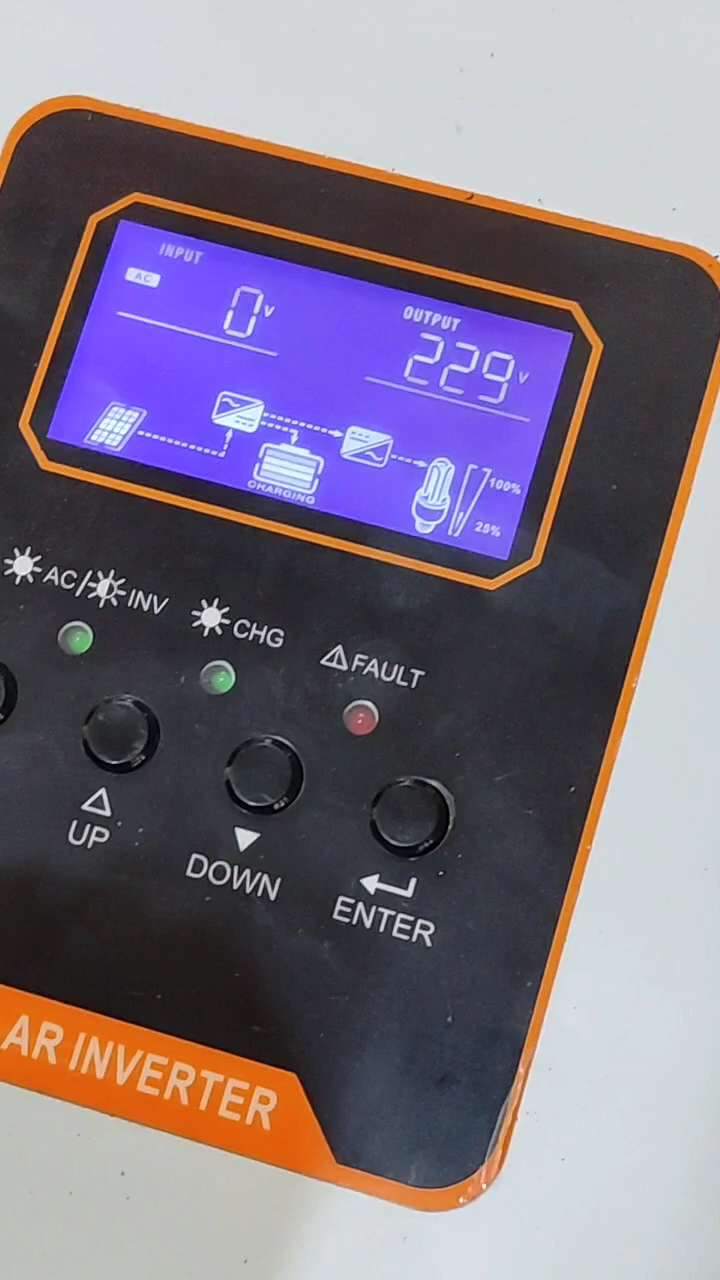 INPUT
AC
0V
OUTPUT
229V
CHARGING
100%
25%
AC/ INV
CHG
FAULT
UP
DOWN
ENTER
AR INVERTER